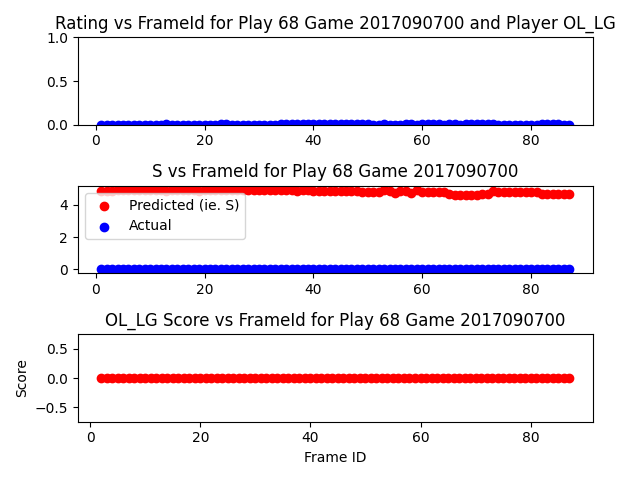 Rating vs FrameId for Play 68 Game 2017090700 and Player OL_LG
1.0
0.5
0.0
0 20 40 60 80
S vs FrameId for Play 68 Game 2017090700
4
2
0
Predicted (ie. S)
Actual
0 20 40 60 80
OL_LG Score vs FrameId for Play 68 Game 2017090700
Score
0.5
0.0
−0.5
0 20 40 60 80
Frame ID